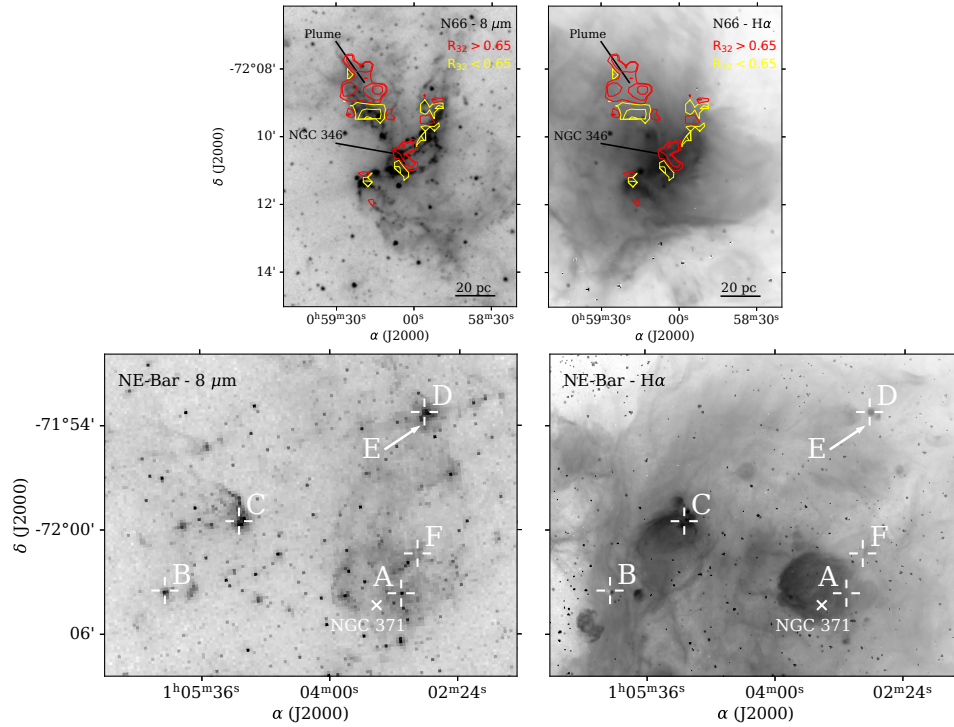 N66 - 8 μm
Plume
R₃₂ > 0.65
R₃₂ < 0.65
NGC 346
-72°08'
10'
12'
14'
δ (J2000)
20 pc
0ʰ59ᵐ30ˢ
00ˢ
58ᵐ30ˢ
α (J2000)
N66 - Hα
Plume
R₃₂ > 0.65
R₃₂ < 0.65
NGC 346
20 pc
0ʰ59ᵐ30ˢ
00ˢ
58ᵐ30ˢ
α (J2000)
NE-Bar - 8 μm
D
E
C
F
B
A
NGC 371
-71°54'
-72°00'
06'
δ (J2000)
1ʰ05ᵐ36ˢ
04ᵐ00ˢ
02ᵐ24ˢ
α (J2000)
NE-Bar - Hα
D
E
C
F
B
A
NGC 371
1ʰ05ᵐ36ˢ
04ᵐ00ˢ
02ᵐ24ˢ
α (J2000)